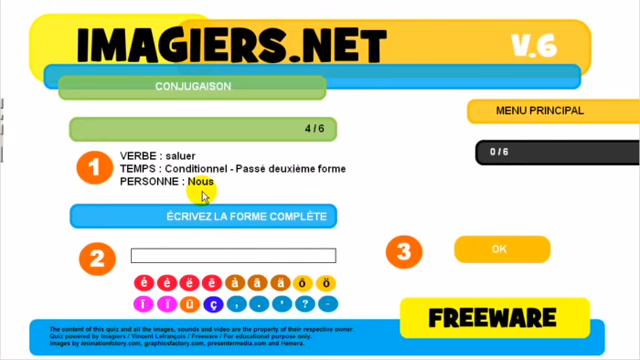 IMAGIERS.NET
V.6
CONJUGAISON
MENU PRINCIPAL
4 / 6
0 / 6
1
VERBE : saluer
TEMPS : Conditionnel - Passé deuxième forme
PERSONNE : Nous
ÉCRIVEZ LA FORME COMPLÈTE
2
3
OK
é è ê ë à â ä ô ö
î ï û ç , . ' ? -
FREEWARE
The content of this quiz and all the images, sounds and video are the property of their respective owner.
Quiz powered by Imagiers / Vincent Lefrançois / Freeware / For educational purpose only.
Images by Animationfactory.com, graphicsfactory.com, presentermedia.com and Hemera.